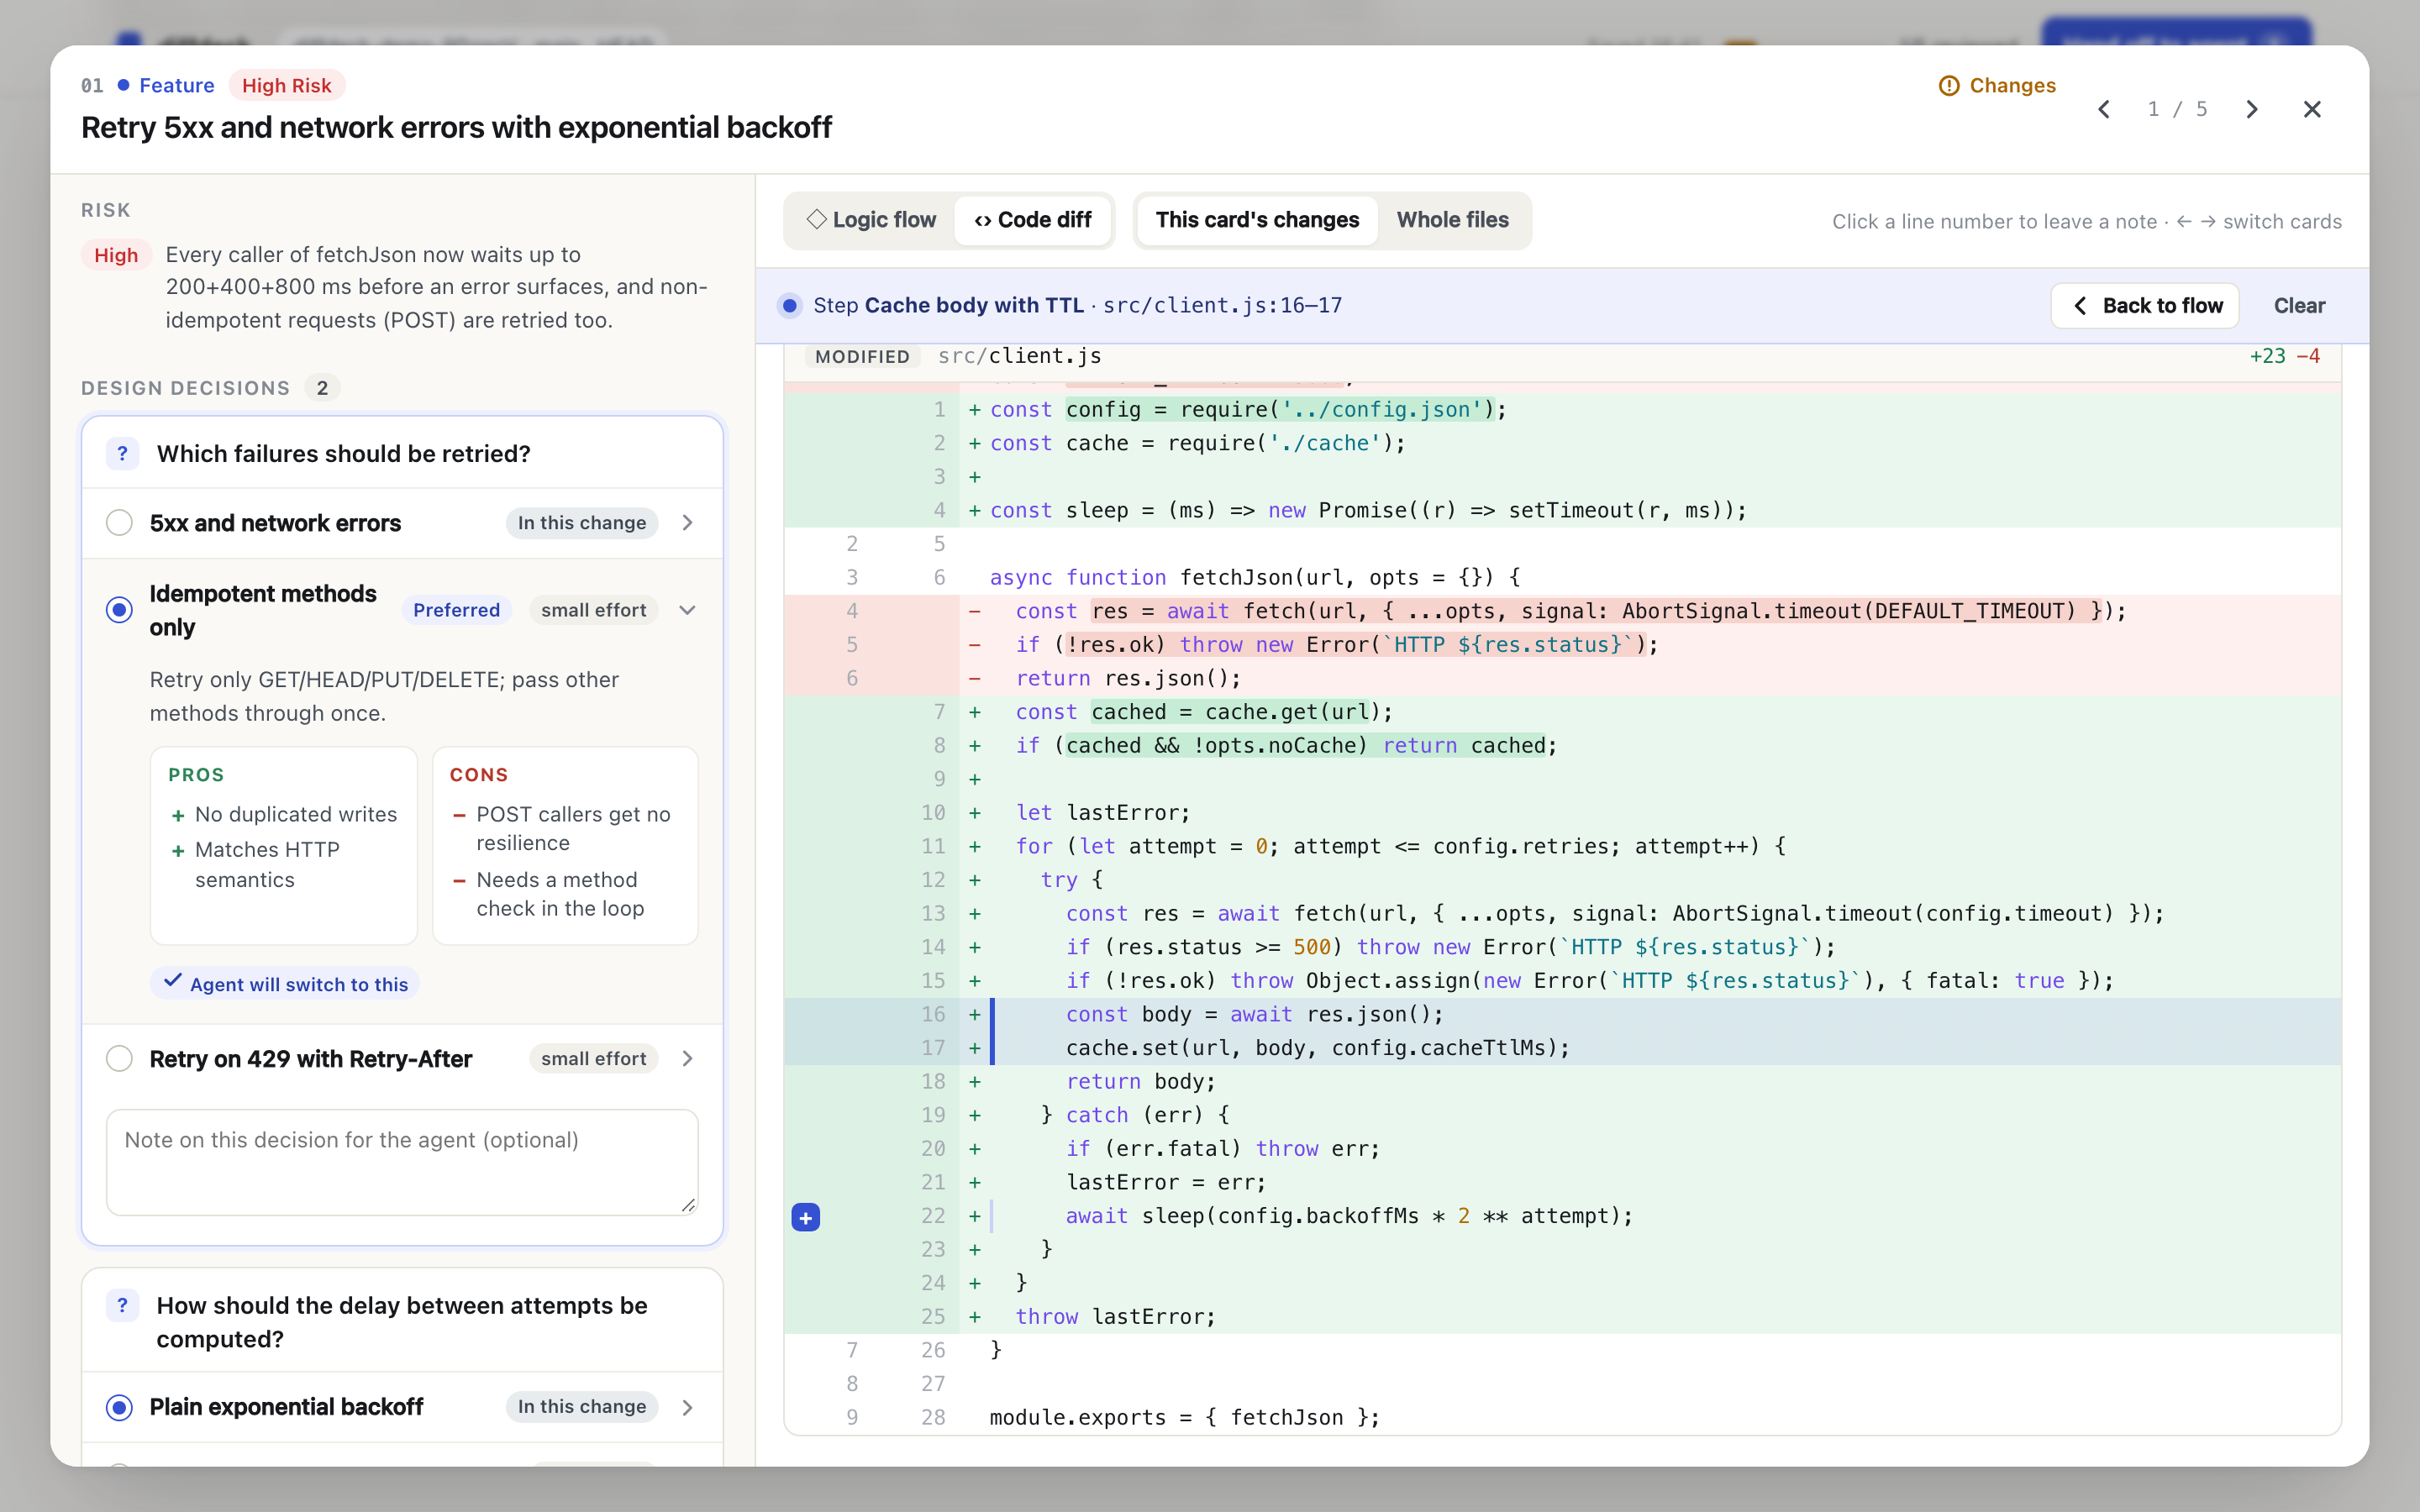 01 Feature High Risk
Retry 5xx and network errors with exponential backoff
Changes
1 / 5
RISK
High Every caller of fetchJson now waits up to
200+400+800 ms before an error surfaces, and non-
idempotent requests (POST) are retried too.
DESIGN DECISIONS 2
? Which failures should be retried?
5xx and network errors In this change
Idempotent methods
only
Preferred small effort
Retry only GET/HEAD/PUT/DELETE; pass other
methods through once.
PROS
+ No duplicated writes
+ Matches HTTP
semantics
CONS
− POST callers get no
resilience
− Needs a method
check in the loop
Agent will switch to this
Retry on 429 with Retry-After small effort
Note on this decision for the agent (optional)
? How should the delay between attempts be
computed?
Plain exponential backoff In this change
Logic flow <> Code diff This card's changes Whole files
Click a line number to leave a note · ← → switch cards
Step Cache body with TTL · src/client.js:16–17
Back to flow Clear
MODIFIED src/client.js +23 −4
1 + const config = require('../config.json');
2 + const cache = require('./cache');
3 +
4 + const sleep = (ms) => new Promise((r) => setTimeout(r, ms));
2 5
3 6 async function fetchJson(url, opts = {}) {
4 − const res = await fetch(url, { ...opts, signal: AbortSignal.timeout(DEFAULT_TIMEOUT) });
5 − if (!res.ok) throw new Error(`HTTP ${res.status}`);
6 − return res.json();
7 + const cached = cache.get(url);
8 + if (cached && !opts.noCache) return cached;
9 +
10 + let lastError;
11 + for (let attempt = 0; attempt <= config.retries; attempt++) {
12 + try {
13 + const res = await fetch(url, { ...opts, signal: AbortSignal.timeout(config.timeout) });
14 + if (res.status >= 500) throw new Error(`HTTP ${res.status}`);
15 + if (!res.ok) throw Object.assign(new Error(`HTTP ${res.status}`), { fatal: true });
16 + const body = await res.json();
17 + cache.set(url, body, config.cacheTtlMs);
18 + return body;
19 + } catch (err) {
20 + if (err.fatal) throw err;
21 + lastError = err;
+ 22 + await sleep(config.backoffMs * 2 ** attempt);
23 + }
24 + }
25 + throw lastError;
7 26 }
8 27
9 28 module.exports = { fetchJson };